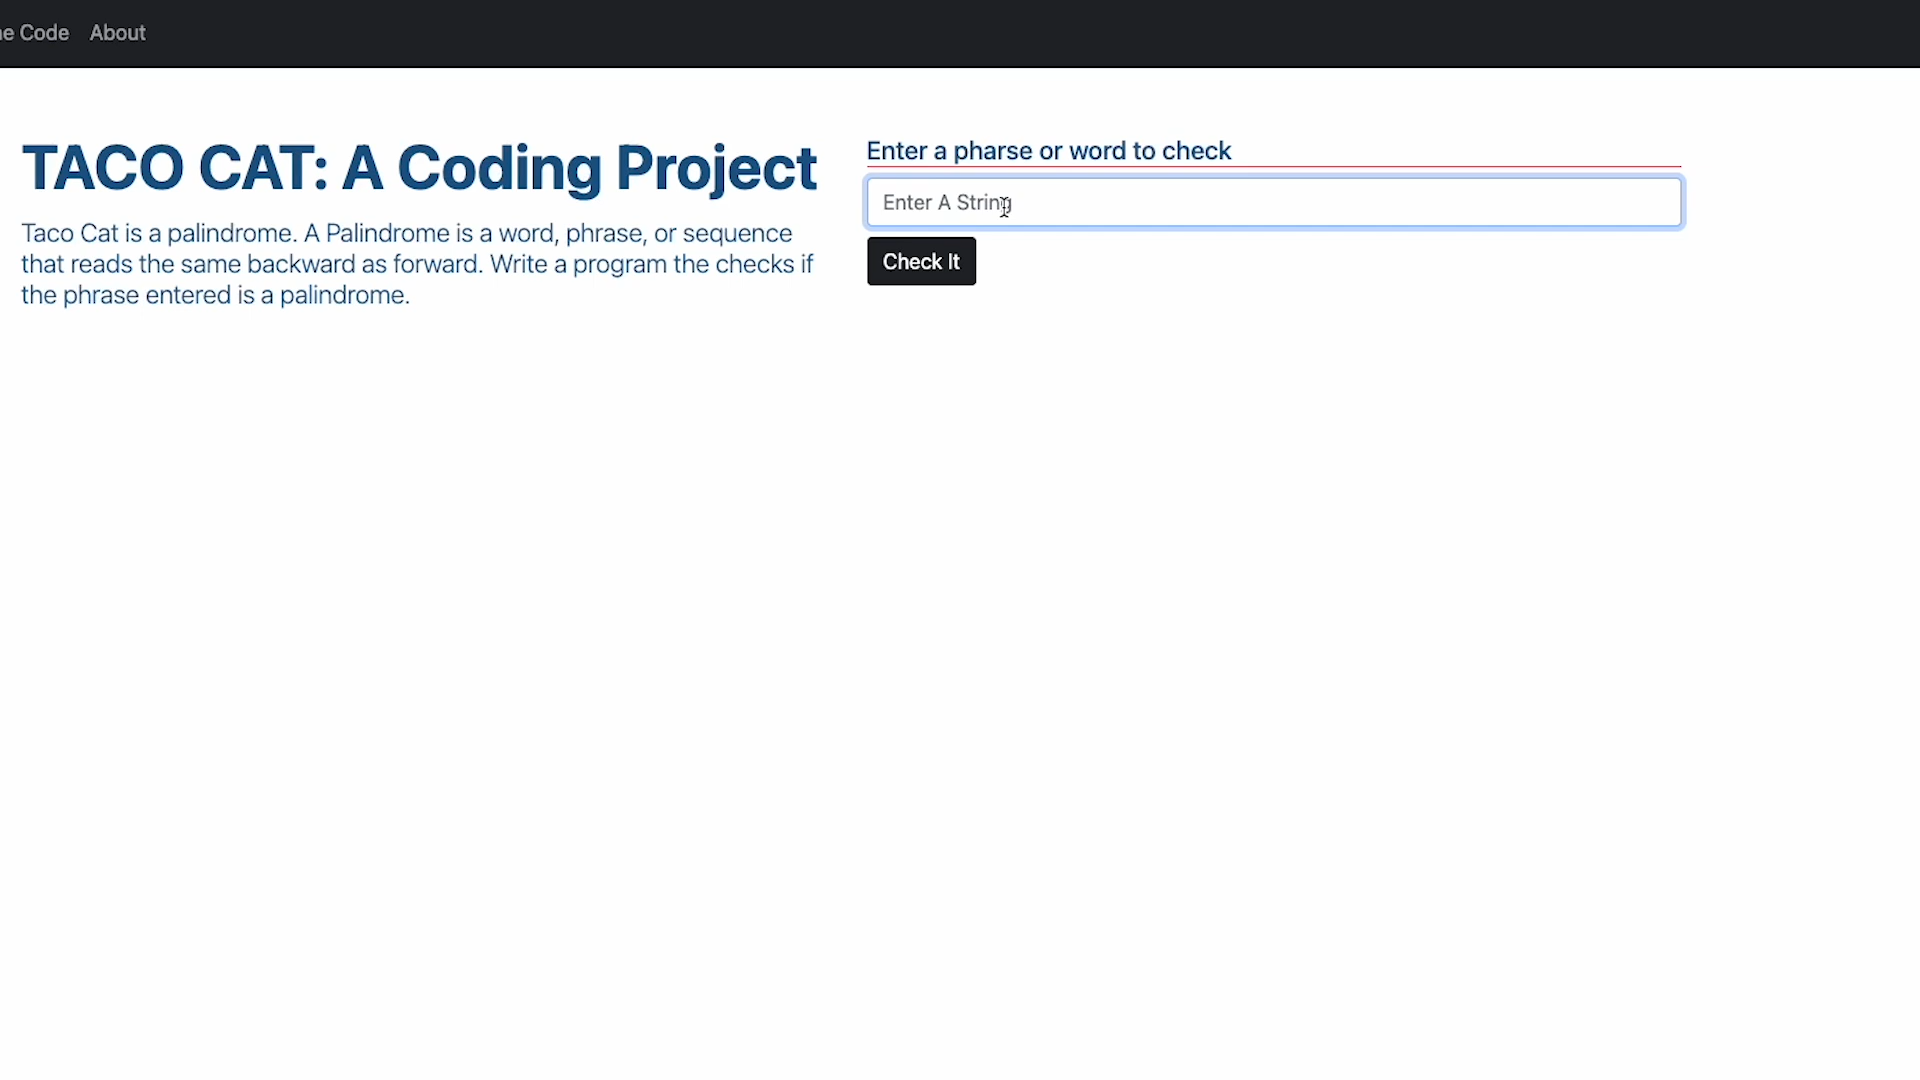 Code About
TACO CAT: A Coding Project
Taco Cat is a palindrome. A Palindrome is a word, phrase, or sequence
that reads the same backward as forward. Write a program the checks if
the phrase entered is a palindrome.
Enter a pharse or word to check
Enter A String
Check It